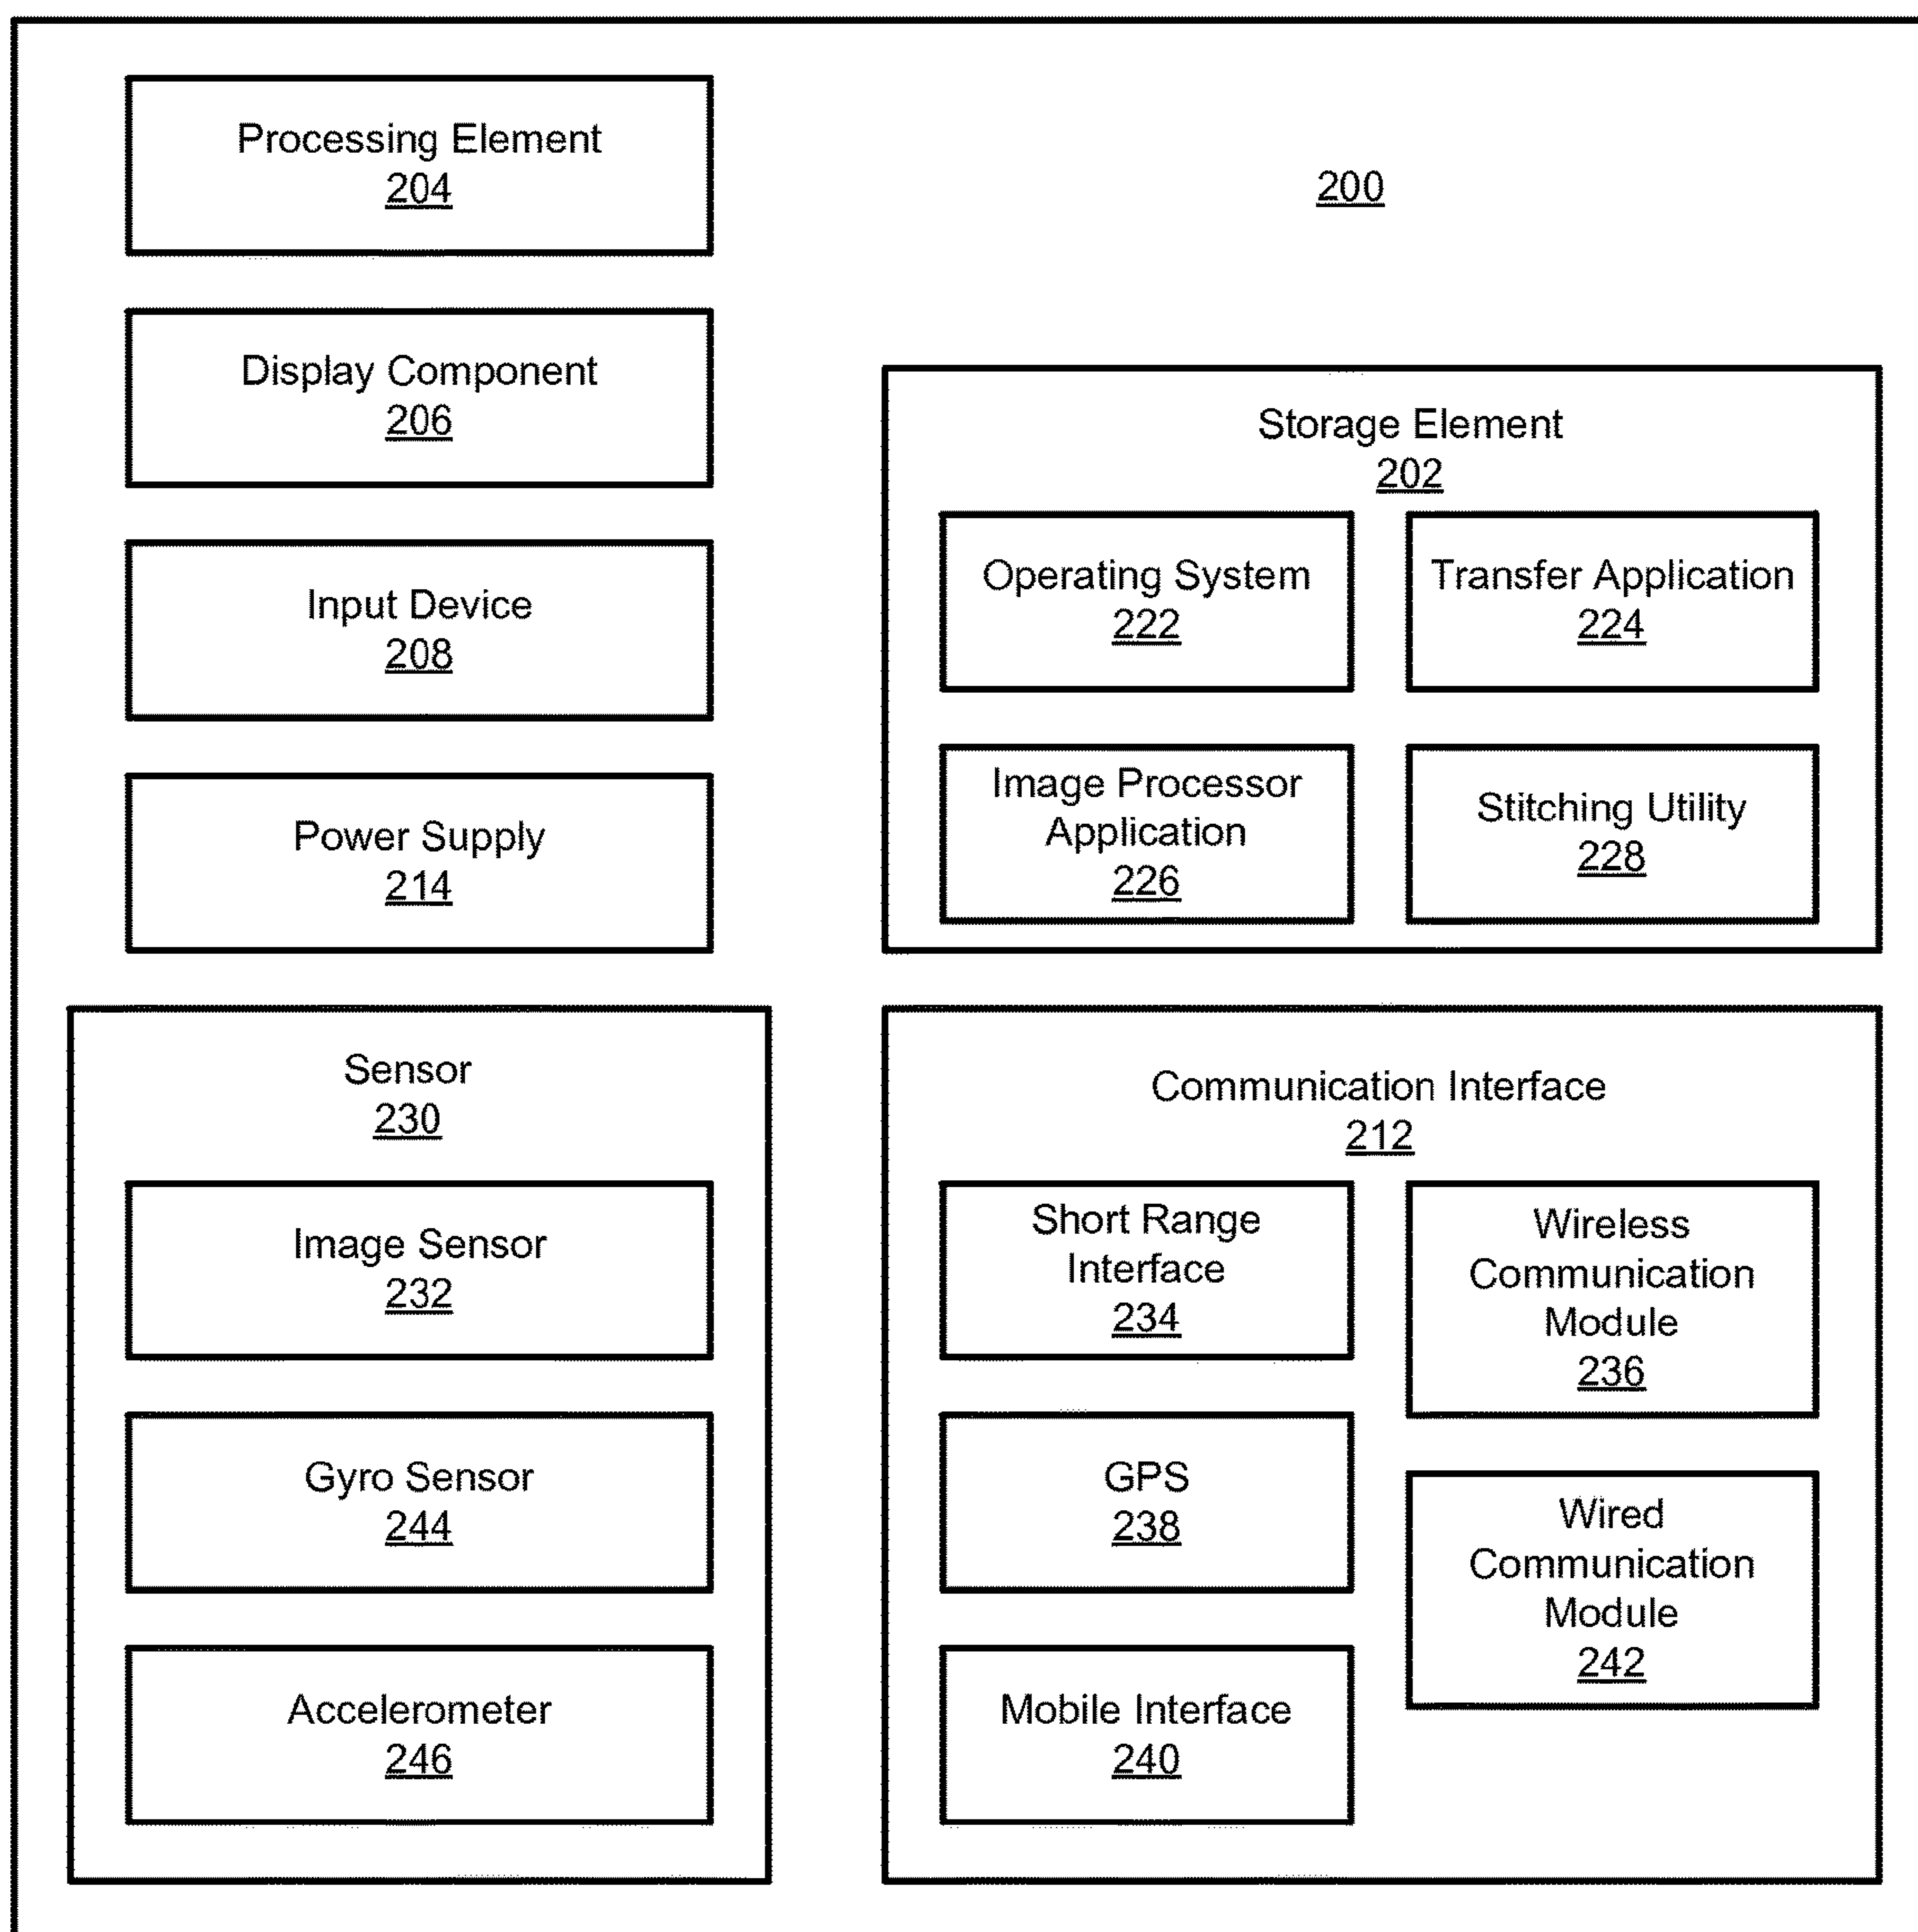 Processing Element
204
200
Display Component
206
Input Device
208
Power Supply
214
Storage Element
202
Operating System
222
Transfer Application
224
Image Processor
Application
226
Stitching Utility
228
Sensor
230
Image Sensor
232
Gyro Sensor
244
Accelerometer
246
Communication Interface
212
Short Range
Interface
234
Wireless
Communication
Module
236
GPS
238
Wired
Communication
Module
242
Mobile Interface
240